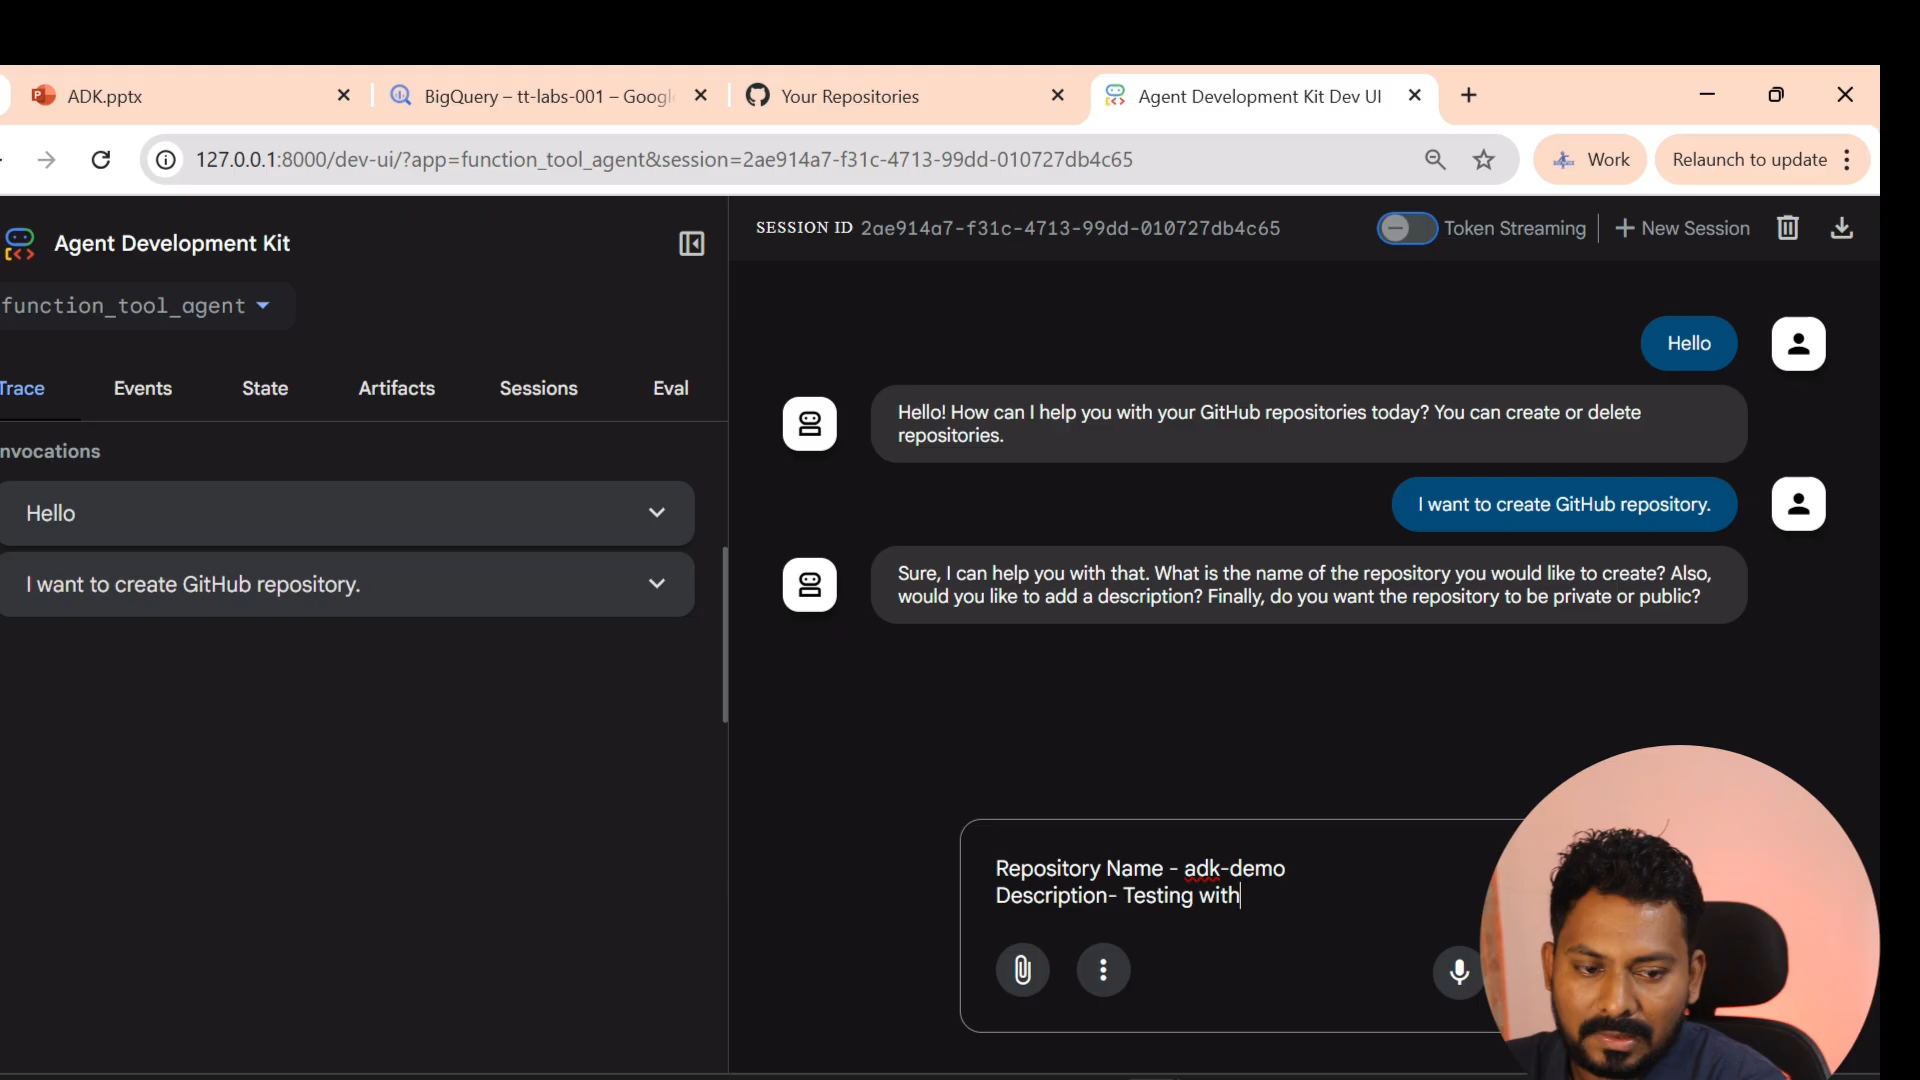 ADK.pptx
BigQuery – tt-labs-001 – Googl
Your Repositories
Agent Development Kit Dev UI
127.0.0.1:8000/dev-ui/?app=function_tool_agent&session=2ae914a7-f31c-4713-99dd-010727db4c65
Work
Relaunch to update
Agent Development Kit
SESSION ID 2ae914a7-f31c-4713-99dd-010727db4c65
Token Streaming
New Session
function_tool_agent
Trace
Events
State
Artifacts
Sessions
Eval
nvocations
Hello
I want to create GitHub repository.
Hello
Hello! How can I help you with your GitHub repositories today? You can create or delete
repositories.
I want to create GitHub repository.
Sure, I can help you with that. What is the name of the repository you would like to create? Also,
would you like to add a description? Finally, do you want the repository to be private or public?
Repository Name - adk-demo
Description- Testing with